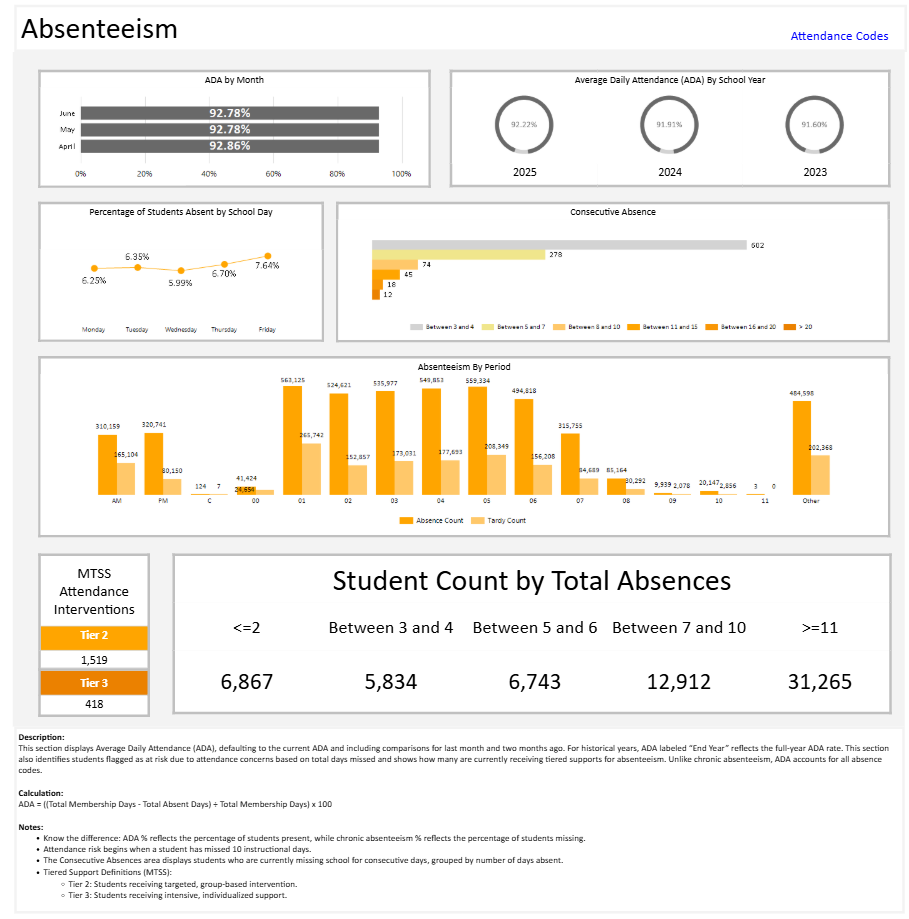 Absenteeism
Attendance Codes
ADA by Month
June 92.78%
May 92.78%
April 92.86%
0% 20% 40% 60% 80% 100%
Average Daily Attendance (ADA) By School Year
92.22% 91.91% 91.60%
2025 2024 2023
Percentage of Students Absent by School Day
6.25% 6.35% 5.99% 6.70% 7.64%
Monday Tuesday Wednesday Thursday Friday
Consecutive Absence
602
278
74
45
18
12
Between 3 and 4 Between 5 and 7 Between 8 and 10 Between 11 and 15 Between 16 and 20 > 20
Absenteeism By Period
310,159 165,104 320,741 80,150 124 7 41,424 24,654 563,125 265,742 524,621 152,857 535,977 173,031 549,853 177,693 559,334 208,349 494,818 156,208 315,755 84,689 85,164 30,292 9,939 2,078 20,147 2,856 3 0 484,598 202,368
AM PM C 00 01 02 03 04 05 06 07 08 09 10 11 Other
Absence Count Tardy Count
MTSS
Attendance
Interventions
Tier 2
1,519
Tier 3
418
Student Count by Total Absences
<=2 Between 3 and 4 Between 5 and 6 Between 7 and 10 >=11
6,867 5,834 6,743 12,912 31,265
Description:
This section displays Average Daily Attendance (ADA), defaulting to the current ADA and including comparisons for last month and two months ago. For historical years, ADA labeled "End Year" reflects the full-year ADA rate. This section
also identifies students flagged as at risk due to attendance concerns based on total days missed and shows how many are currently receiving tiered supports for absenteeism. Unlike chronic absenteeism, ADA accounts for all absence
codes.
Calculation:
ADA = ((Total Membership Days - Total Absent Days) ÷ Total Membership Days) x 100
Notes:
• Know the difference: ADA % reflects the percentage of students present, while chronic absenteeism % reflects the percentage of students missing.
• Attendance risk begins when a student has missed 10 instructional days.
• The Consecutive Absences area displays students who are currently missing school for consecutive days, grouped by number of days absent.
• Tiered Support Definitions (MTSS):
○ Tier 2: Students receiving targeted, group-based intervention.
○ Tier 3: Students receiving intensive, individualized support.